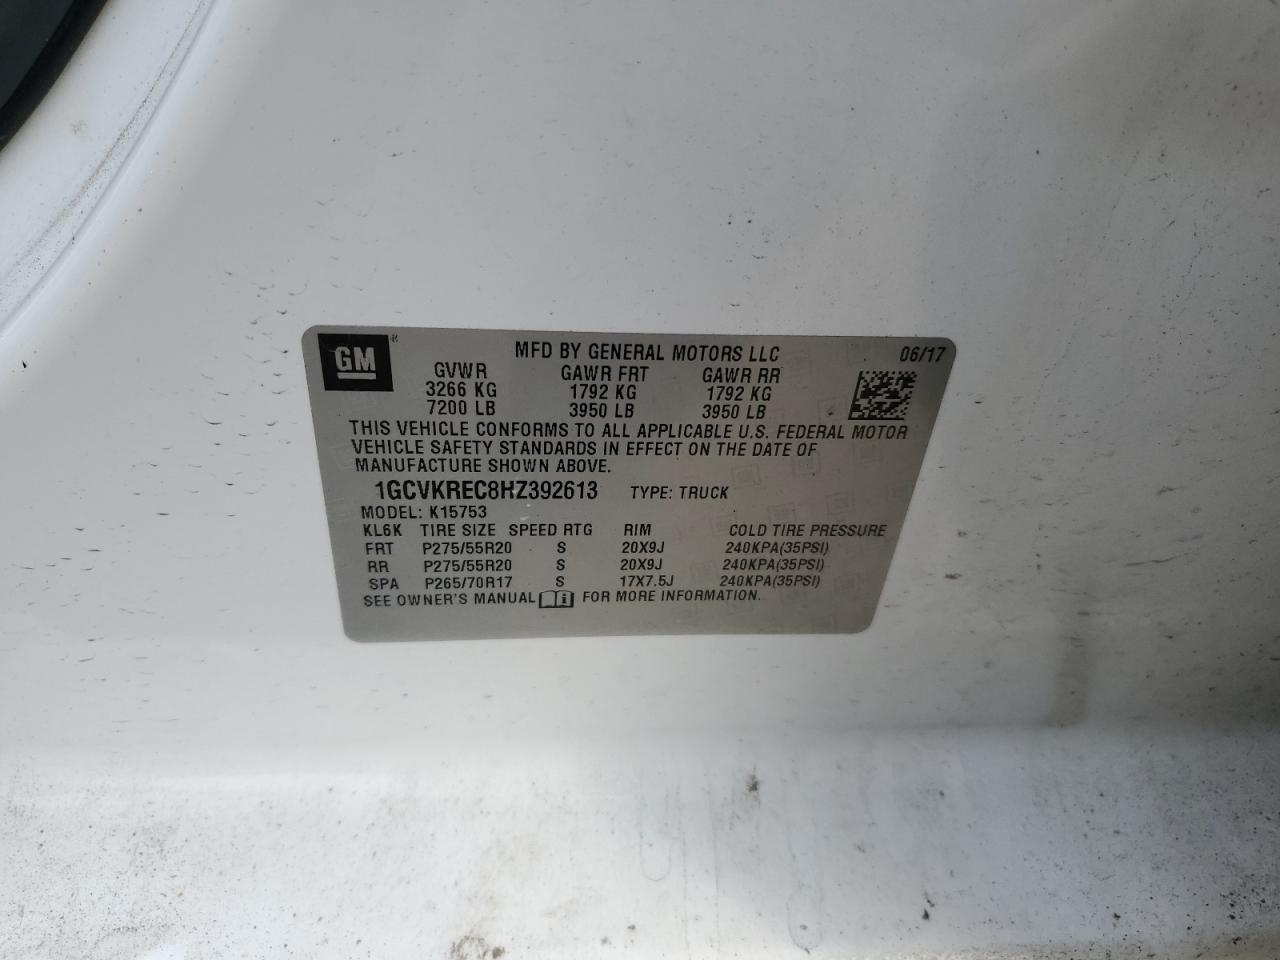 GM ®
MFD BY GENERAL MOTORS LLC 06/17
GVWR GAWR FRT GAWR RR
3266 KG 1792 KG 1792 KG
7200 LB 3950 LB 3950 LB
THIS VEHICLE CONFORMS TO ALL APPLICABLE U.S. FEDERAL MOTOR
VEHICLE SAFETY STANDARDS IN EFFECT ON THE DATE OF
MANUFACTURE SHOWN ABOVE.
1GCVKREC8HZ392613 TYPE: TRUCK
MODEL: K15753
KL6K TIRE SIZE SPEED RTG RIM COLD TIRE PRESSURE
FRT P275/55R20 S 20X9J 240KPA(35PSI)
RR P275/55R20 S 20X9J 240KPA(35PSI)
SPA P265/70R17 S 17X7.5J 240KPA(35PSI)
SEE OWNER'S MANUAL i FOR MORE INFORMATION.